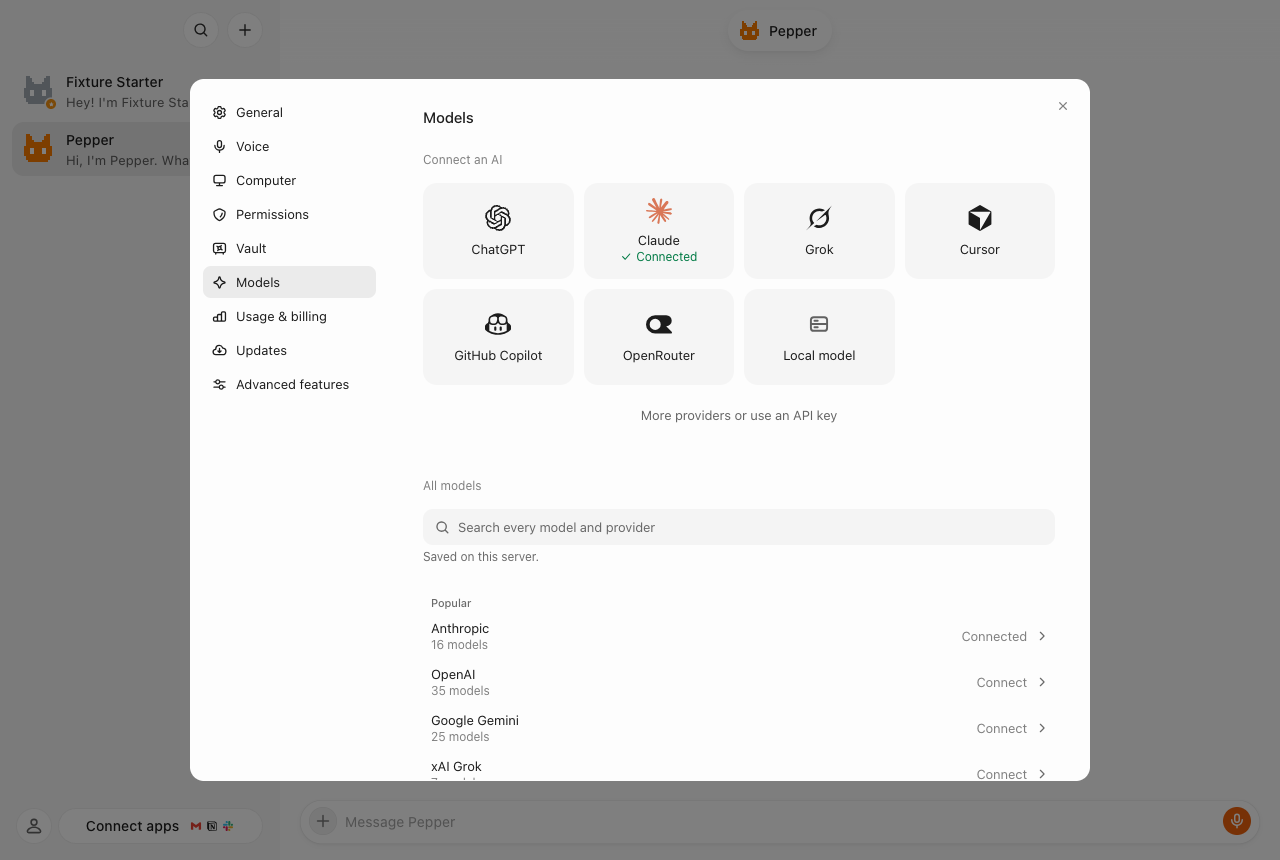 Pepper
Fixture Starter
Hey! I'm Fixture Sta
Pepper
Hi, I'm Pepper. Wha
General
Voice
Computer
Permissions
Vault
Models
Usage & billing
Updates
Advanced features
Models
Connect an AI
ChatGPT
Claude
Connected
Grok
Cursor
GitHub Copilot
OpenRouter
Local model
More providers or use an API key
All models
Search every model and provider
Saved on this server.
Popular
Anthropic
16 models
Connected
OpenAI
35 models
Connect
Google Gemini
25 models
Connect
xAI Grok
Connect
Connect apps
Message Pepper